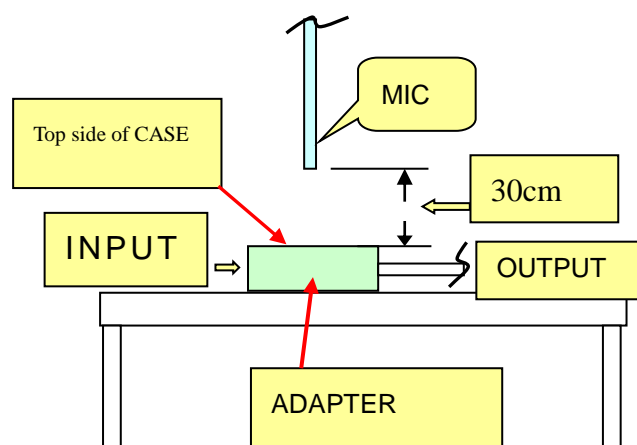 MIC
Top side of CASE
30cm
INPUT
OUTPUT
ADAPTER